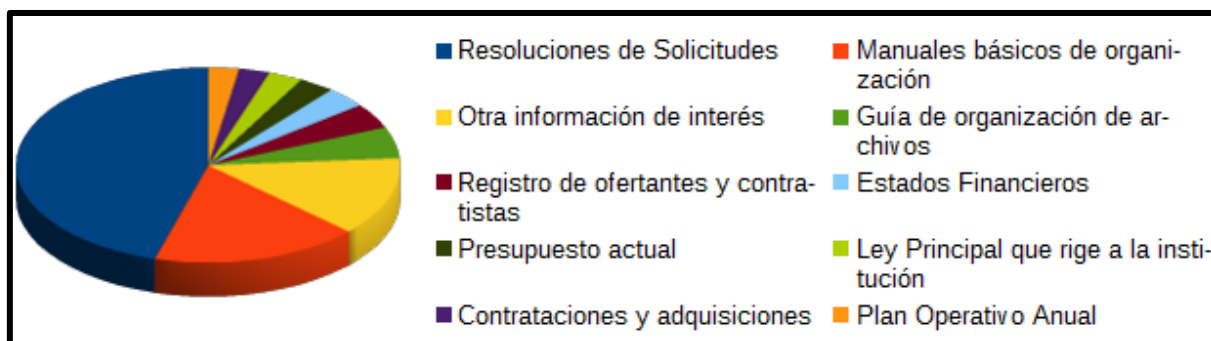 Resoluciones de Solicitudes
Manuales básicos de organi-
zación
Otra información de interés
Guía de organización de ar-
chivos
Registro de ofertantes y contra-
tistas
Estados Financieros
Presupuesto actual
Ley Principal que rige a la insti-
tución
Contrataciones y adquisiciones
Plan Operativo Anual